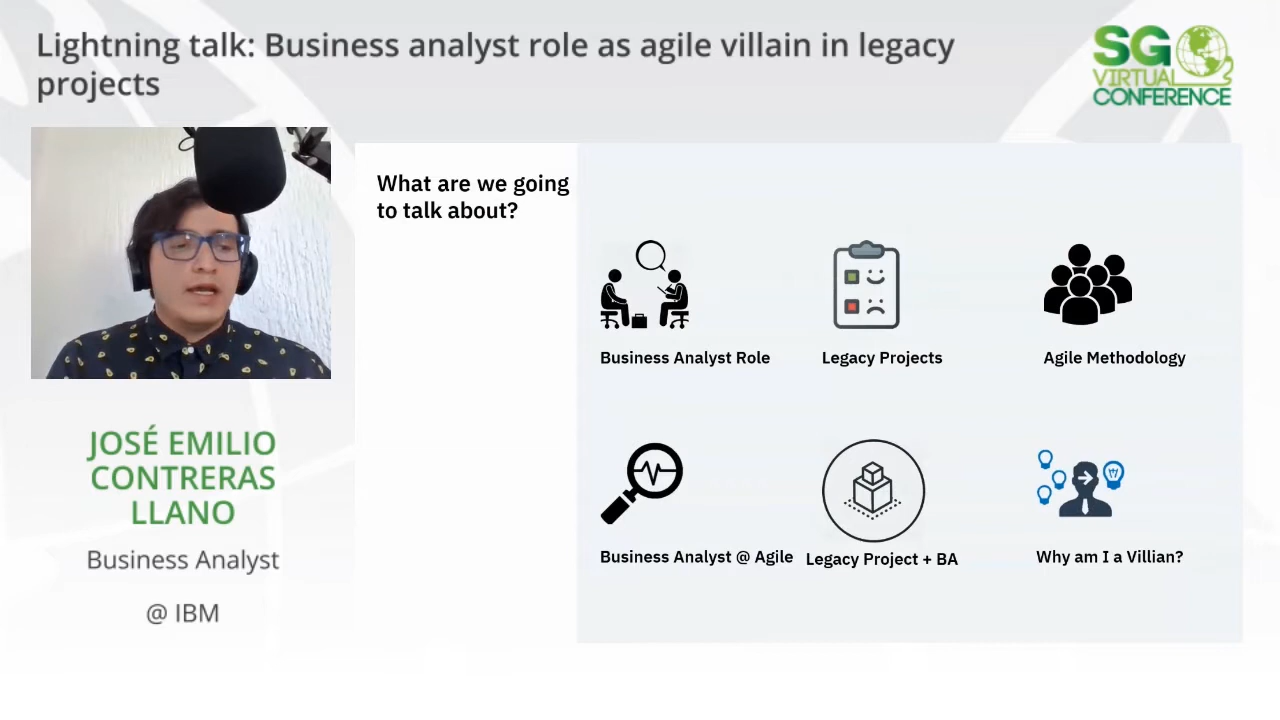 Lightning talk: Business analyst role as agile villain in legacy
projects
SG
VIRTUAL
CONFERENCE
What are we going
to talk about?
Business Analyst Role
Legacy Projects
Agile Methodology
Business Analyst @ Agile
Legacy Project + BA
Why am I a Villian?
JOSÉ EMILIO
CONTRERAS
LLANO
Business Analyst
@ IBM